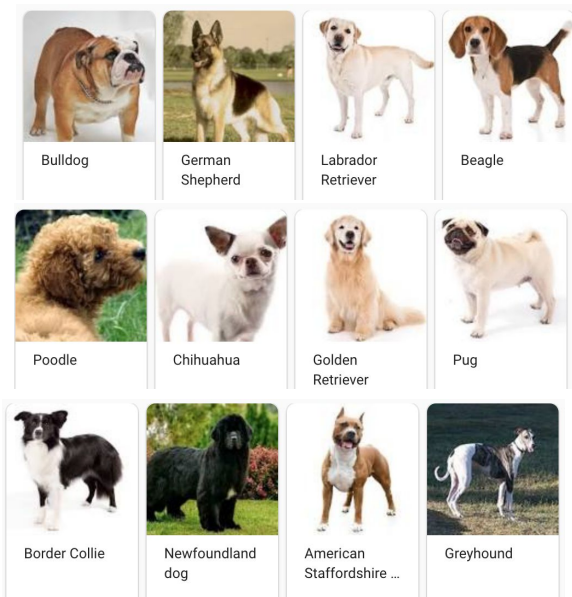 Bulldog
German
Shepherd
Labrador
Retriever
Beagle
Poodle
Chihuahua
Golden
Retriever
Pug
Border Collie
Newfoundland
dog
American
Staffordshire ...
Greyhound